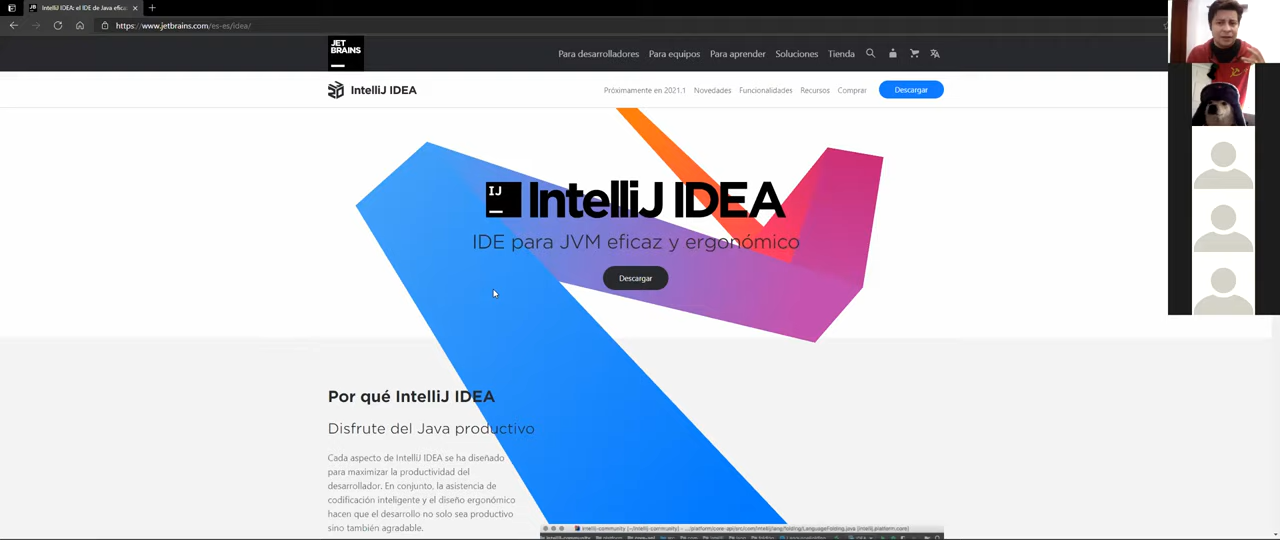 IntelliJ IDEA: el IDE de Java efica
https://www.jetbrains.com/es-es/idea/
JET
BRAINS
Para desarrolladores Para equipos Para aprender Soluciones Tienda
IntelliJ IDEA
Próximamente en 2021.1 Novedades Funcionalidades Recursos Comprar Descargar
IJ
IntelliJ IDEA
IDE para JVM eficaz y ergonómico
Descargar
Por qué IntelliJ IDEA
Disfrute del Java productivo
Cada aspecto de IntelliJ IDEA se ha diseñado
para maximizar la productividad del
desarrollador. En conjunto, la asistencia de
codificación inteligente y el diseño ergonómico
hacen que el desarrollo no solo sea productivo
sino también agradable.